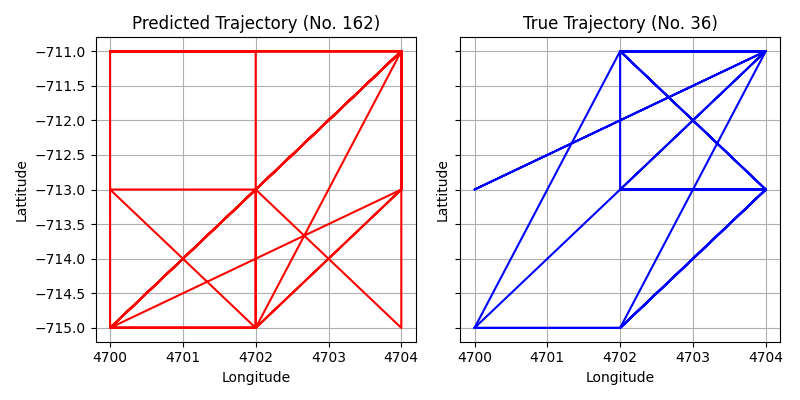 Predicted Trajectory (No. 162)
True Trajectory (No. 36)
−711.0
−711.5
−712.0
−712.5
−713.0
−713.5
−714.0
−714.5
−715.0
Lattitude
Lattitude
4700 4701 4702 4703 4704
4700 4701 4702 4703 4704
Longitude
Longitude